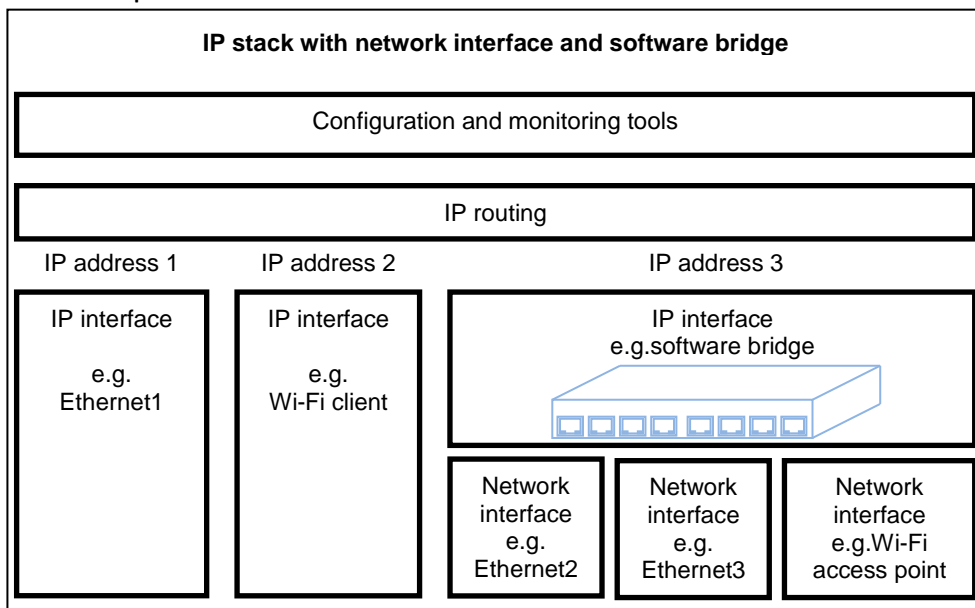 IP stack with network interface and software bridge
Configuration and monitoring tools
IP routing
IP address 1
IP address 2
IP address 3
IP interface
e.g.
Ethernet1
IP interface
e.g.
Wi-Fi client
IP interface
e.g.software bridge
Network
interface
e.g.
Ethernet2
Network
interface
e.g.
Ethernet3
Network
interface
e.g.Wi-Fi
access point